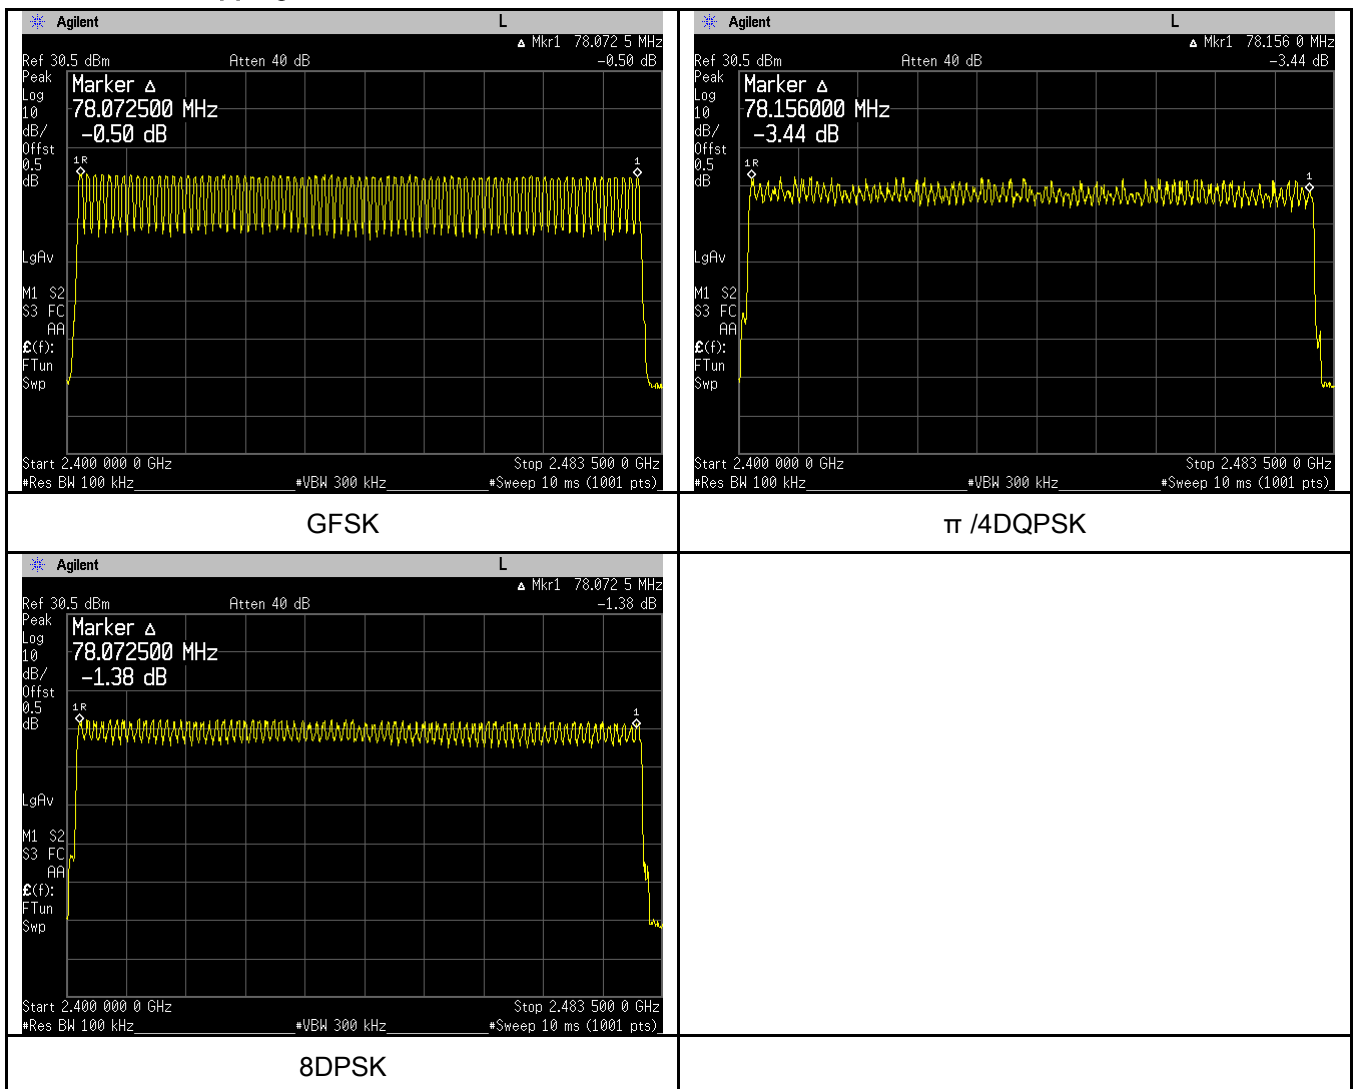 Agilent L
Δ Mkr1 78.072 5 MHz
Ref 30.5 dBm Atten 40 dB -0.50 dB
Peak
Log
10
dB/
Offst
0.5
dB
Marker Δ
78.072500 MHz
-0.50 dB
1R 1
LgAv
M1 S2
S3 FC
AA
£(f):
FTun
Swp
Start 2.400 000 0 GHz Stop 2.483 500 0 GHz
#Res BW 100 kHz #VBW 300 kHz #Sweep 10 ms (1001 pts)
GFSK
Agilent L
Δ Mkr1 78.156 0 MHz
Ref 30.5 dBm Atten 40 dB -3.44 dB
Peak
Log
10
dB/
Offst
0.5
dB
Marker Δ
78.156000 MHz
-3.44 dB
1R 1
LgAv
M1 S2
S3 FC
AA
£(f):
FTun
Swp
Start 2.400 000 0 GHz Stop 2.483 500 0 GHz
#Res BW 100 kHz #VBW 300 kHz #Sweep 10 ms (1001 pts)
π /4DQPSK
Agilent L
Δ Mkr1 78.072 5 MHz
Ref 30.5 dBm Atten 40 dB -1.38 dB
Peak
Log
10
dB/
Offst
0.5
dB
Marker Δ
78.072500 MHz
-1.38 dB
1R 1
LgAv
M1 S2
S3 FC
AA
£(f):
FTun
Swp
Start 2.400 000 0 GHz Stop 2.483 500 0 GHz
#Res BW 100 kHz #VBW 300 kHz #Sweep 10 ms (1001 pts)
8DPSK